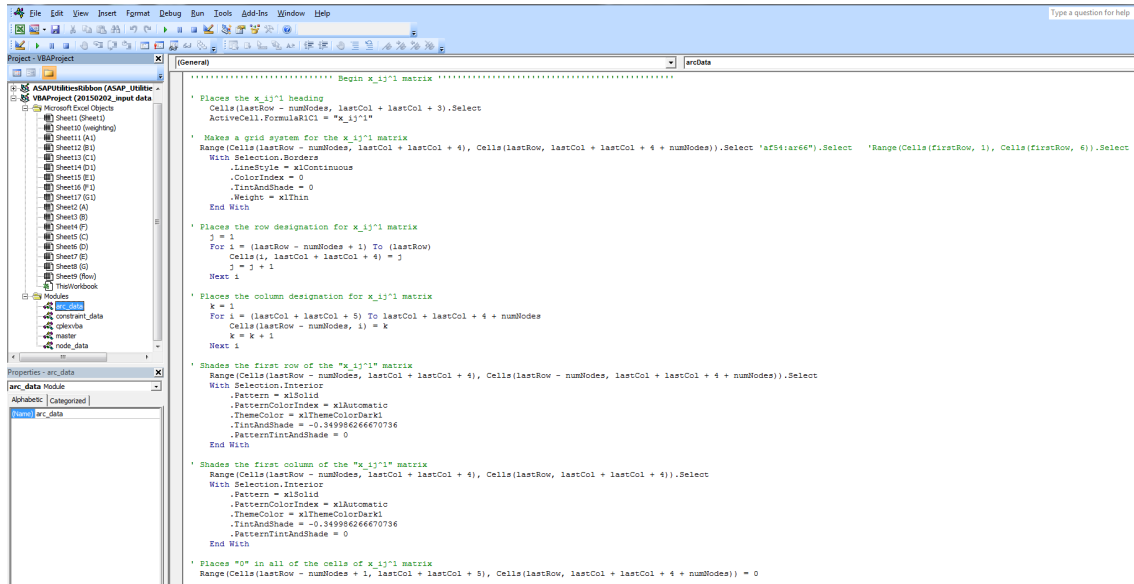 File Edit View Insert Format Debug Run Tools Add-Ins Window Help
Type a question for help
Project - VBAProject
(General)
arcData
ASAPUtilitiesRibbon (ASAP_Utilitie
VBAProject (20150202_input data
Microsoft Excel Objects
Sheet1 (Sheet1)
Sheet10 (weighting)
Sheet11 (A1)
Sheet12 (B1)
Sheet13 (C1)
Sheet14 (D1)
Sheet15 (E1)
Sheet16 (F1)
Sheet17 (G1)
Sheet2 (A)
Sheet3 (B)
Sheet4 (F)
Sheet5 (C)
Sheet6 (D)
Sheet7 (E)
Sheet8 (G)
Sheet9 (flow)
ThisWorkbook
Modules
arc_data
constraint_data
cplexvba
master
node_data
Properties - arc_data
arc_data Module
Alphabetic Categorized
(Name) arc_data
''''''''''''''''''''''''''''' Begin x_ij^1 matrix ''''''''''''''''''''''''''''''''''''''''''''''''
' Places the x_ij^1 heading
Cells(lastRow - numNodes, lastCol + lastCol + 3).Select
ActiveCell.FormulaR1C1 = "x_ij^1"
' Makes a grid system for the x_ij^1 matrix
Range(Cells(lastRow - numNodes, lastCol + lastCol + 4), Cells(lastRow, lastCol + lastCol + 4 + numNodes)).Select 'af54:ar66").Select 'Range(Cells(firstRow, 1), Cells(firstRow, 6)).Select
With Selection.Borders
.LineStyle = xlContinuous
.ColorIndex = 0
.TintAndShade = 0
.Weight = xlThin
End With
' Places the row designation for x_ij^1 matrix
j = 1
For i = (lastRow - numNodes + 1) To (lastRow)
Cells(i, lastCol + lastCol + 4) = j
j = j + 1
Next i
' Places the column designation for x_ij^1 matrix
k = 1
For i = (lastCol + lastCol + 5) To lastCol + lastCol + 4 + numNodes
Cells(lastRow - numNodes, i) = k
k = k + 1
Next i
' Shades the first row of the "x_ij^1" matrix
Range(Cells(lastRow - numNodes, lastCol + lastCol + 4), Cells(lastRow - numNodes, lastCol + lastCol + 4 + numNodes)).Select
With Selection.Interior
.Pattern = xlSolid
.PatternColorIndex = xlAutomatic
.ThemeColor = xlThemeColorDark1
.TintAndShade = -0.349986266670736
.PatternTintAndShade = 0
End With
' Shades the first column of the "x_ij^1" matrix
Range(Cells(lastRow - numNodes, lastCol + lastCol + 4), Cells(lastRow, lastCol + lastCol + 4)).Select
With Selection.Interior
.Pattern = xlSolid
.PatternColorIndex = xlAutomatic
.ThemeColor = xlThemeColorDark1
.TintAndShade = -0.349986266670736
.PatternTintAndShade = 0
End With
' Places "0" in all of the cells of x_ij^1 matrix
Range(Cells(lastRow - numNodes + 1, lastCol + lastCol + 5), Cells(lastRow, lastCol + lastCol + 4 + numNodes)) = 0